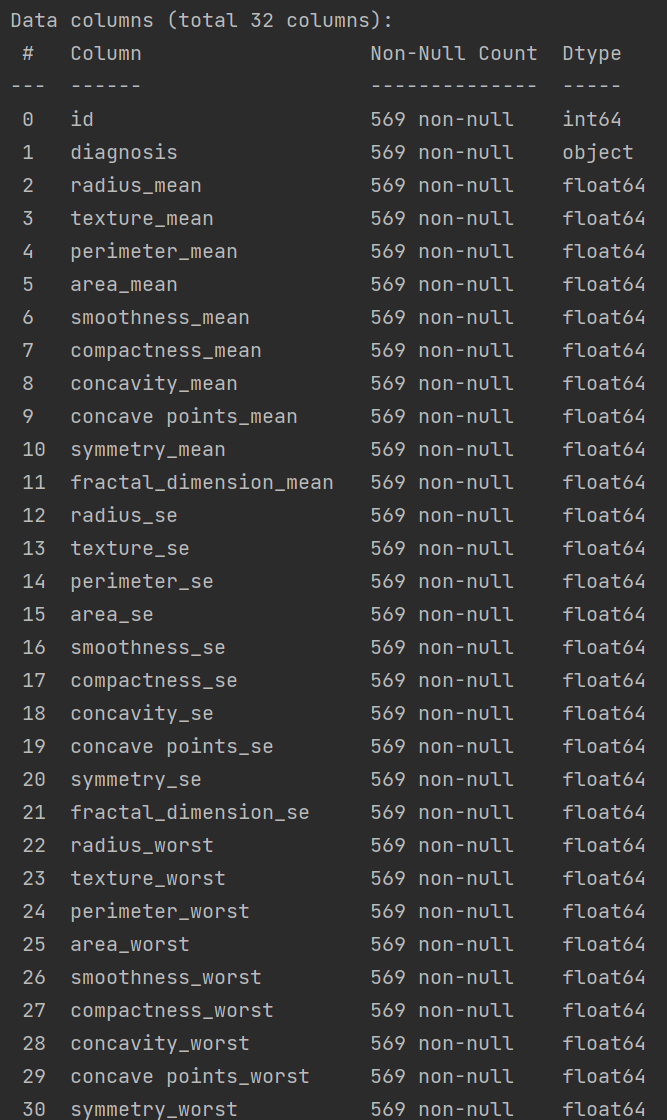 Data columns (total 32 columns):
 #   Column                   Non-Null Count  Dtype
---  ------                   --------------  -----
 0   id                       569 non-null    int64
 1   diagnosis                569 non-null    object
 2   radius_mean              569 non-null    float64
 3   texture_mean             569 non-null    float64
 4   perimeter_mean           569 non-null    float64
 5   area_mean                569 non-null    float64
 6   smoothness_mean          569 non-null    float64
 7   compactness_mean         569 non-null    float64
 8   concavity_mean           569 non-null    float64
 9   concave points_mean      569 non-null    float64
 10  symmetry_mean            569 non-null    float64
 11  fractal_dimension_mean   569 non-null    float64
 12  radius_se                569 non-null    float64
 13  texture_se               569 non-null    float64
 14  perimeter_se             569 non-null    float64
 15  area_se                  569 non-null    float64
 16  smoothness_se            569 non-null    float64
 17  compactness_se           569 non-null    float64
 18  concavity_se             569 non-null    float64
 19  concave points_se        569 non-null    float64
 20  symmetry_se              569 non-null    float64
 21  fractal_dimension_se     569 non-null    float64
 22  radius_worst             569 non-null    float64
 23  texture_worst            569 non-null    float64
 24  perimeter_worst          569 non-null    float64
 25  area_worst               569 non-null    float64
 26  smoothness_worst         569 non-null    float64
 27  compactness_worst        569 non-null    float64
 28  concavity_worst          569 non-null    float64
 29  concave points_worst     569 non-null    float64
 30  symmetry_worst           569 non-null    float64